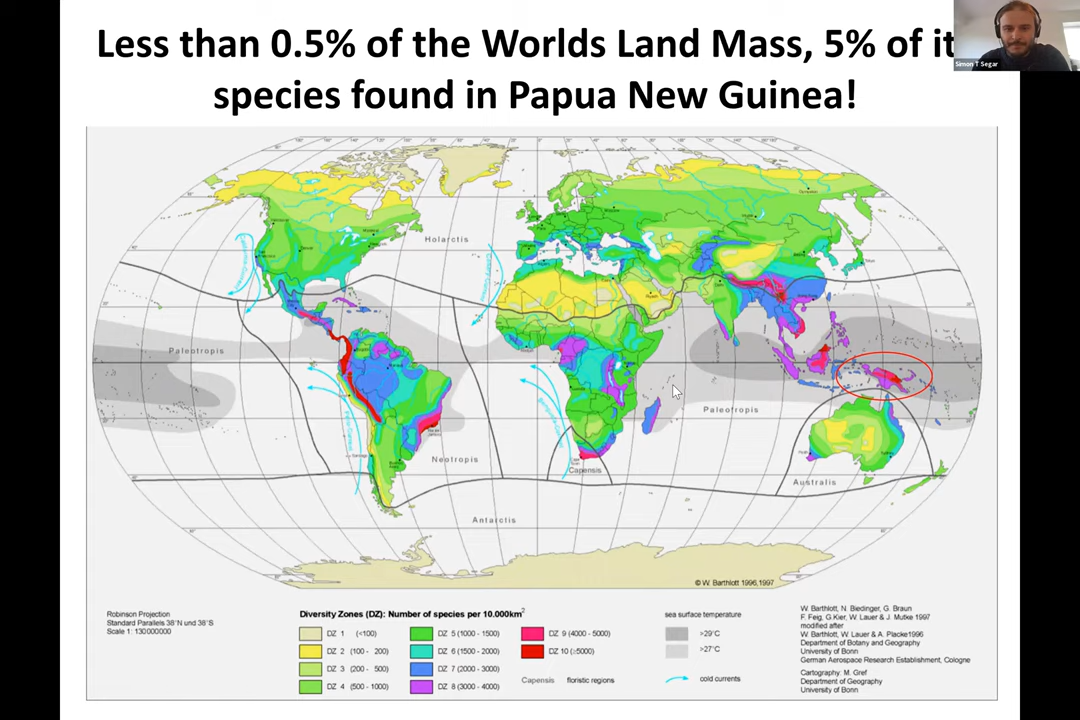 Less than 0.5% of the Worlds Land Mass, 5% of it
species found in Papua New Guinea!
Simon T Segar
Holarctis
Paleotropis
Paleotropis
Neotropis
Capensis
Australis
Antarctis
© W. Barthlott 1996,1997
Robinson Projection
Standard Parallels 38°N und 38°S
Scale 1: 130000000
Diversity Zones (DZ): Number of species per 10.000km2
DZ 1 (<100)
DZ 2 (100 - 200)
DZ 3 (200 - 500)
DZ 4 (500 - 1000)
DZ 5 (1000 - 1500)
DZ 6 (1500 - 2000)
DZ 7 (2000 - 3000)
DZ 8 (3000 - 4000)
DZ 9 (4000 - 5000)
DZ 10 (≥5000)
Capensis floristic regions
sea surface temperature
>29°C
>27°C
cold currents
W. Barthlott, N. Biedinger, G. Braun
F. Feig, G.Kier, W. Lauer & J. Mutke 1997
modified after
W. Barthlott, W. Lauer & A. Placke1996
Department of Botany and Geography
University of Bonn
German Aerospace Research Establishment, Cologne
Cartography: M. Gref
Department of Geography
University of Bonn